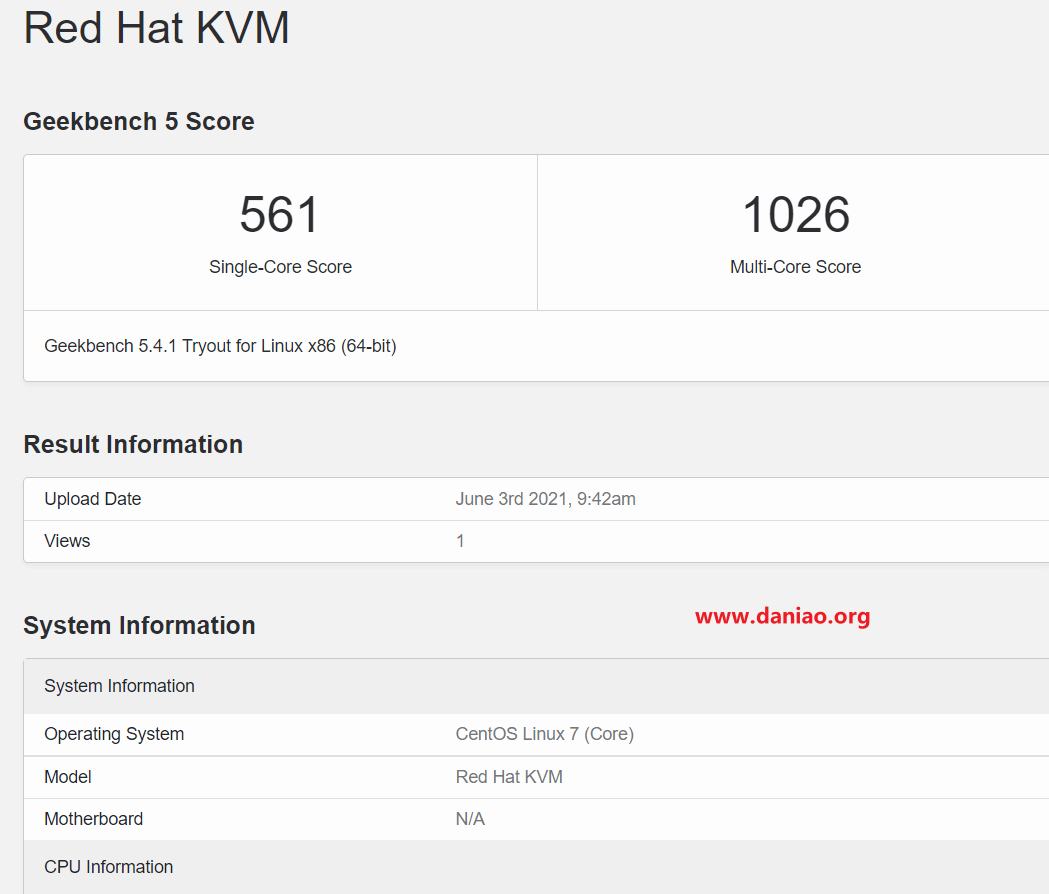 Red Hat KVM
Geekbench 5 Score
561
Single-Core Score
1026
Multi-Core Score
Geekbench 5.4.1 Tryout for Linux x86 (64-bit)
Result Information
Upload Date June 3rd 2021, 9:42am
Views 1
www.daniao.org
System Information
System Information
Operating System CentOS Linux 7 (Core)
Model Red Hat KVM
Motherboard N/A
CPU Information